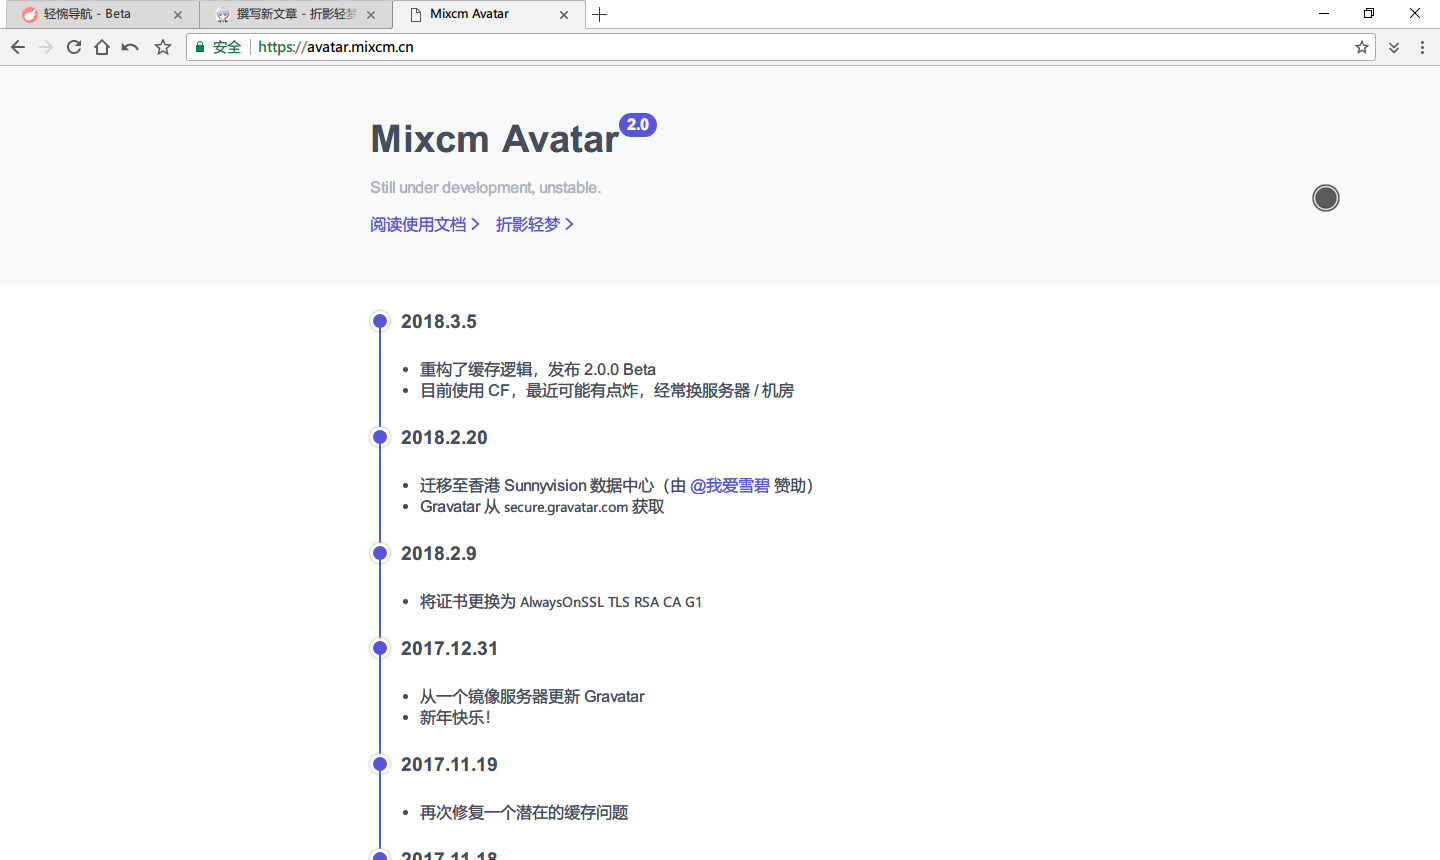 轻惋导航 - Beta
撰写新文章 - 折影轻梦
Mixcm Avatar
安全
https://avatar.mixcm.cn
Mixcm Avatar 2.0
Still under development, unstable.
阅读使用文档 折影轻梦
2018.3.5
重构了缓存逻辑，发布 2.0.0 Beta
目前使用 CF，最近可能有点炸，经常换服务器 / 机房
2018.2.20
迁移至香港 Sunnyvision 数据中心（由 @我爱雪碧 赞助）
Gravatar 从 secure.gravatar.com 获取
2018.2.9
将证书更换为 AlwaysOnSSL TLS RSA CA G1
2017.12.31
从一个镜像服务器更新 Gravatar
新年快乐！
2017.11.19
再次修复一个潜在的缓存问题
2017.11.18